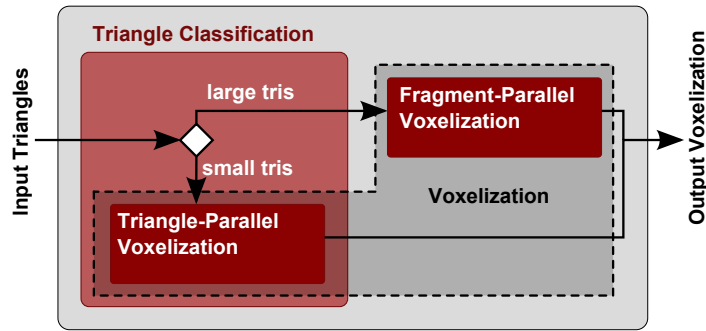 Triangle Classification
Input Triangles
large tris
small tris
Fragment-Parallel
Voxelization
Triangle-Parallel
Voxelization
Voxelization
Output Voxelization